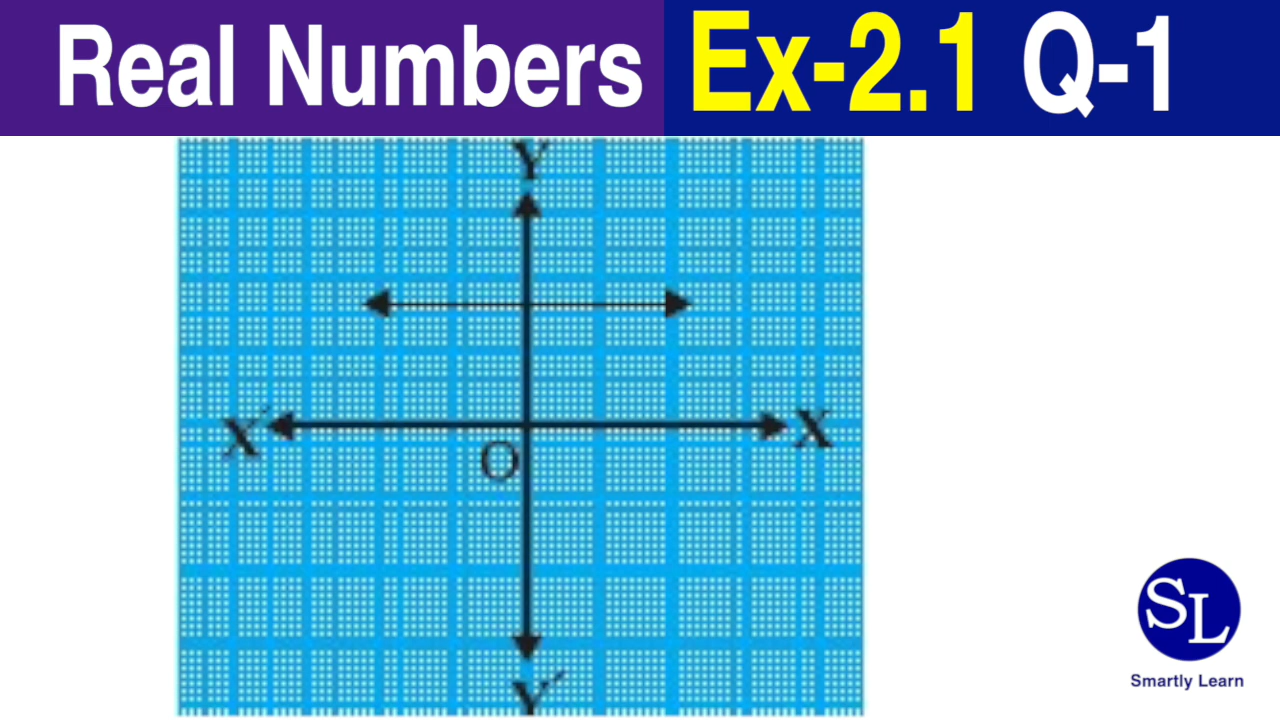 Real Numbers Ex-2.1 Q-1
Y
X′ X
O
Y′
SL
Smartly Learn